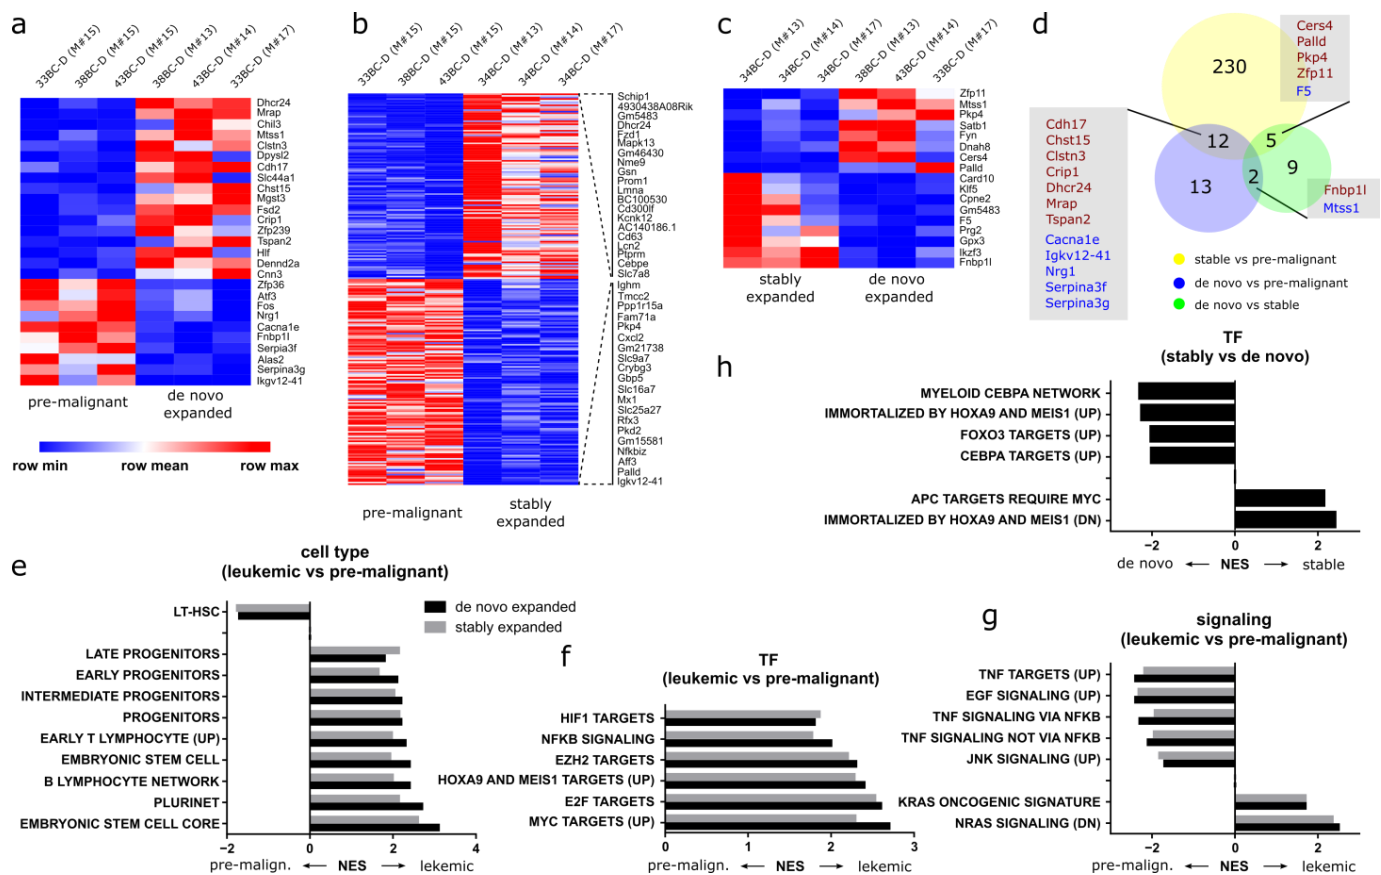 a
33BC-D (M#15)
38BC-D (M#15)
43BC-D (M#15)
38BC-D (M#13)
43BC-D (M#14)
33BC-D (M#17)
Dhcr24
Mrap
Chil3
Mtss1
Clstn3
Dpysl2
Cdh17
Slc44a1
Chst15
Mgst3
Fsd2
Crip1
Zfp239
Tspan2
Hlf
Dennd2a
Cnn3
Zfp36
Atf3
Fos
Nrg1
Cacna1e
Fnbp1l
Serpia3f
Alas2
Serpina3g
Ikgv12-41
pre-malignant
de novo
expanded
row min
row mean
row max
b
33BC-D (M#15)
38BC-D (M#15)
43BC-D (M#15)
34BC-D (M#13)
34BC-D (M#14)
34BC-D (M#17)
Schip1
4930438A08Rik
Gm5483
Dhcr24
Fzd1
Mapk13
Gm46430
Nme9
Gsn
Prom1
Lmna
BC100530
Cd300lf
Kcnk12
AC140186.1
Cd63
Lcn2
Ptprm
Cebpe
Slc7a8
Ighm
Tmcc2
Ppp1r15a
Fam71a
Pkp4
Cxcl2
Gm21738
Slc9a7
Crybg3
Gbp5
Slc16a7
Mx1
Slc25a27
Rfx3
Pkd2
Gm15581
Nfkbiz
Aff3
Palld
Igkv12-41
pre-malignant
stably
expanded
c
34BC-D (M#13)
34BC-D (M#14)
34BC-D (M#17)
38BC-D (M#13)
43BC-D (M#14)
33BC-D (M#17)
Zfp11
Mtss1
Pkp4
Satb1
Fyn
Dnah8
Cers4
Palld
Card10
Klf5
Cpne2
Gm5483
F5
Prg2
Gpx3
Ikzf3
Fnbp1l
stably
expanded
de novo
expanded
d
230
12
5
13
2
9
Cers4
Palld
Pkp4
Zfp11
F5
Cdh17
Chst15
Clstn3
Crip1
Dhcr24
Mrap
Tspan2
Cacna1e
Igkv12-41
Nrg1
Serpina3f
Serpina3g
Fnbp1l
Mtss1
stable vs pre-malignant
de novo vs pre-malignant
de novo vs stable
h
TF
(stably vs de novo)
MYELOID CEBPA NETWORK
IMMORTALIZED BY HOXA9 AND MEIS1 (UP)
FOXO3 TARGETS (UP)
CEBPA TARGETS (UP)
APC TARGETS REQUIRE MYC
IMMORTALIZED BY HOXA9 AND MEIS1 (DN)
−2 0 2
de novo ← NES → stable
e
cell type
(leukemic vs pre-malignant)
de novo expanded
stably expanded
LT-HSC
LATE PROGENITORS
EARLY PROGENITORS
INTERMEDIATE PROGENITORS
PROGENITORS
EARLY T LYMPHOCYTE (UP)
EMBRYONIC STEM CELL
B LYMPHOCYTE NETWORK
PLURINET
EMBRYONIC STEM CELL CORE
−2 0 2 4
pre-malign. ← NES → lekemic
f
TF
(leukemic vs pre-malignant)
HIF1 TARGETS
NFKB SIGNALING
EZH2 TARGETS
HOXA9 AND MEIS1 TARGETS (UP)
E2F TARGETS
MYC TARGETS (UP)
0 1 2 3
pre-malign. ← NES → lekemic
g
signaling
(leukemic vs pre-malignant)
TNF TARGETS (UP)
EGF SIGNALING (UP)
TNF SIGNALING VIA NFKB
TNF SIGNALING NOT VIA NFKB
JNK SIGNALING (UP)
KRAS ONCOGENIC SIGNATURE
NRAS SIGNALING (DN)
−2 0 2
pre-malign. ← NES → lekemic